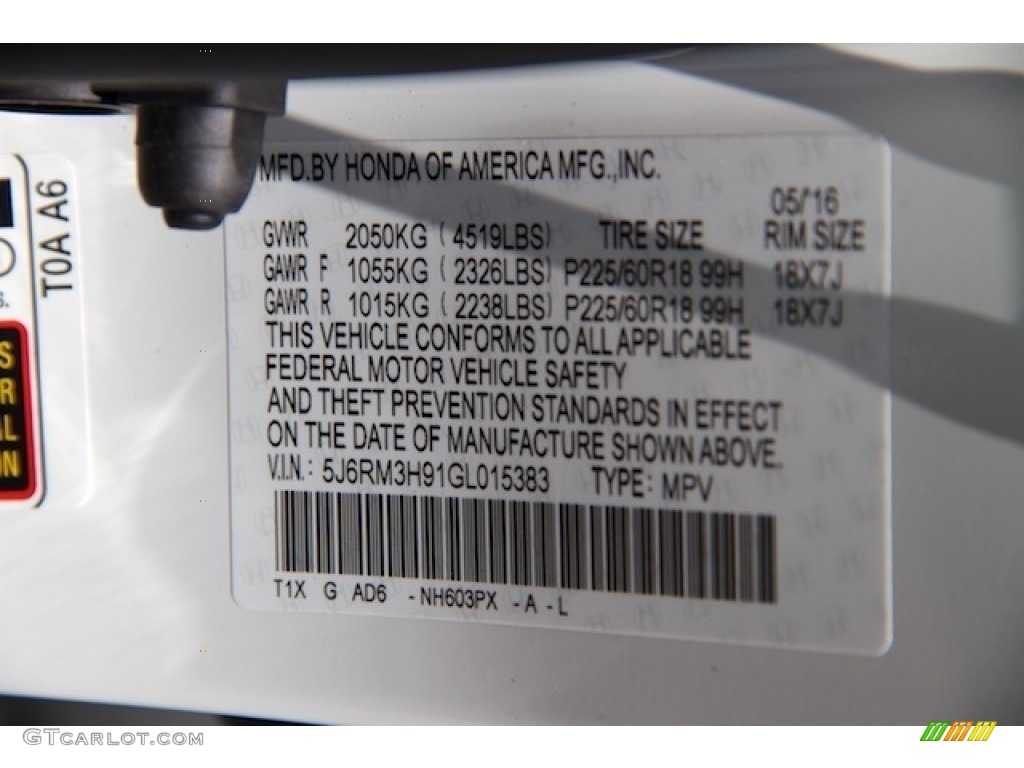 MFD.BY HONDA OF AMERICA MFG.,INC.
05/'16
GVWR 2050KG ( 4519LBS) TIRE SIZE RIM SIZE
GAWR F 1055KG ( 2326LBS) P225/60R18 99H 18X7J
GAWR R 1015KG ( 2238LBS) P225/60R18 99H 18X7J
THIS VEHICLE CONFORMS TO ALL APPLICABLE
FEDERAL MOTOR VEHICLE SAFETY
AND THEFT PREVENTION STANDARDS IN EFFECT
ON THE DATE OF MANUFACTURE SHOWN ABOVE.
V.I.N.: 5J6RM3H91GL015383 TYPE: MPV
T1X G AD6 -NH603PX -A -L
T0A A6
GTCARLOT.COM